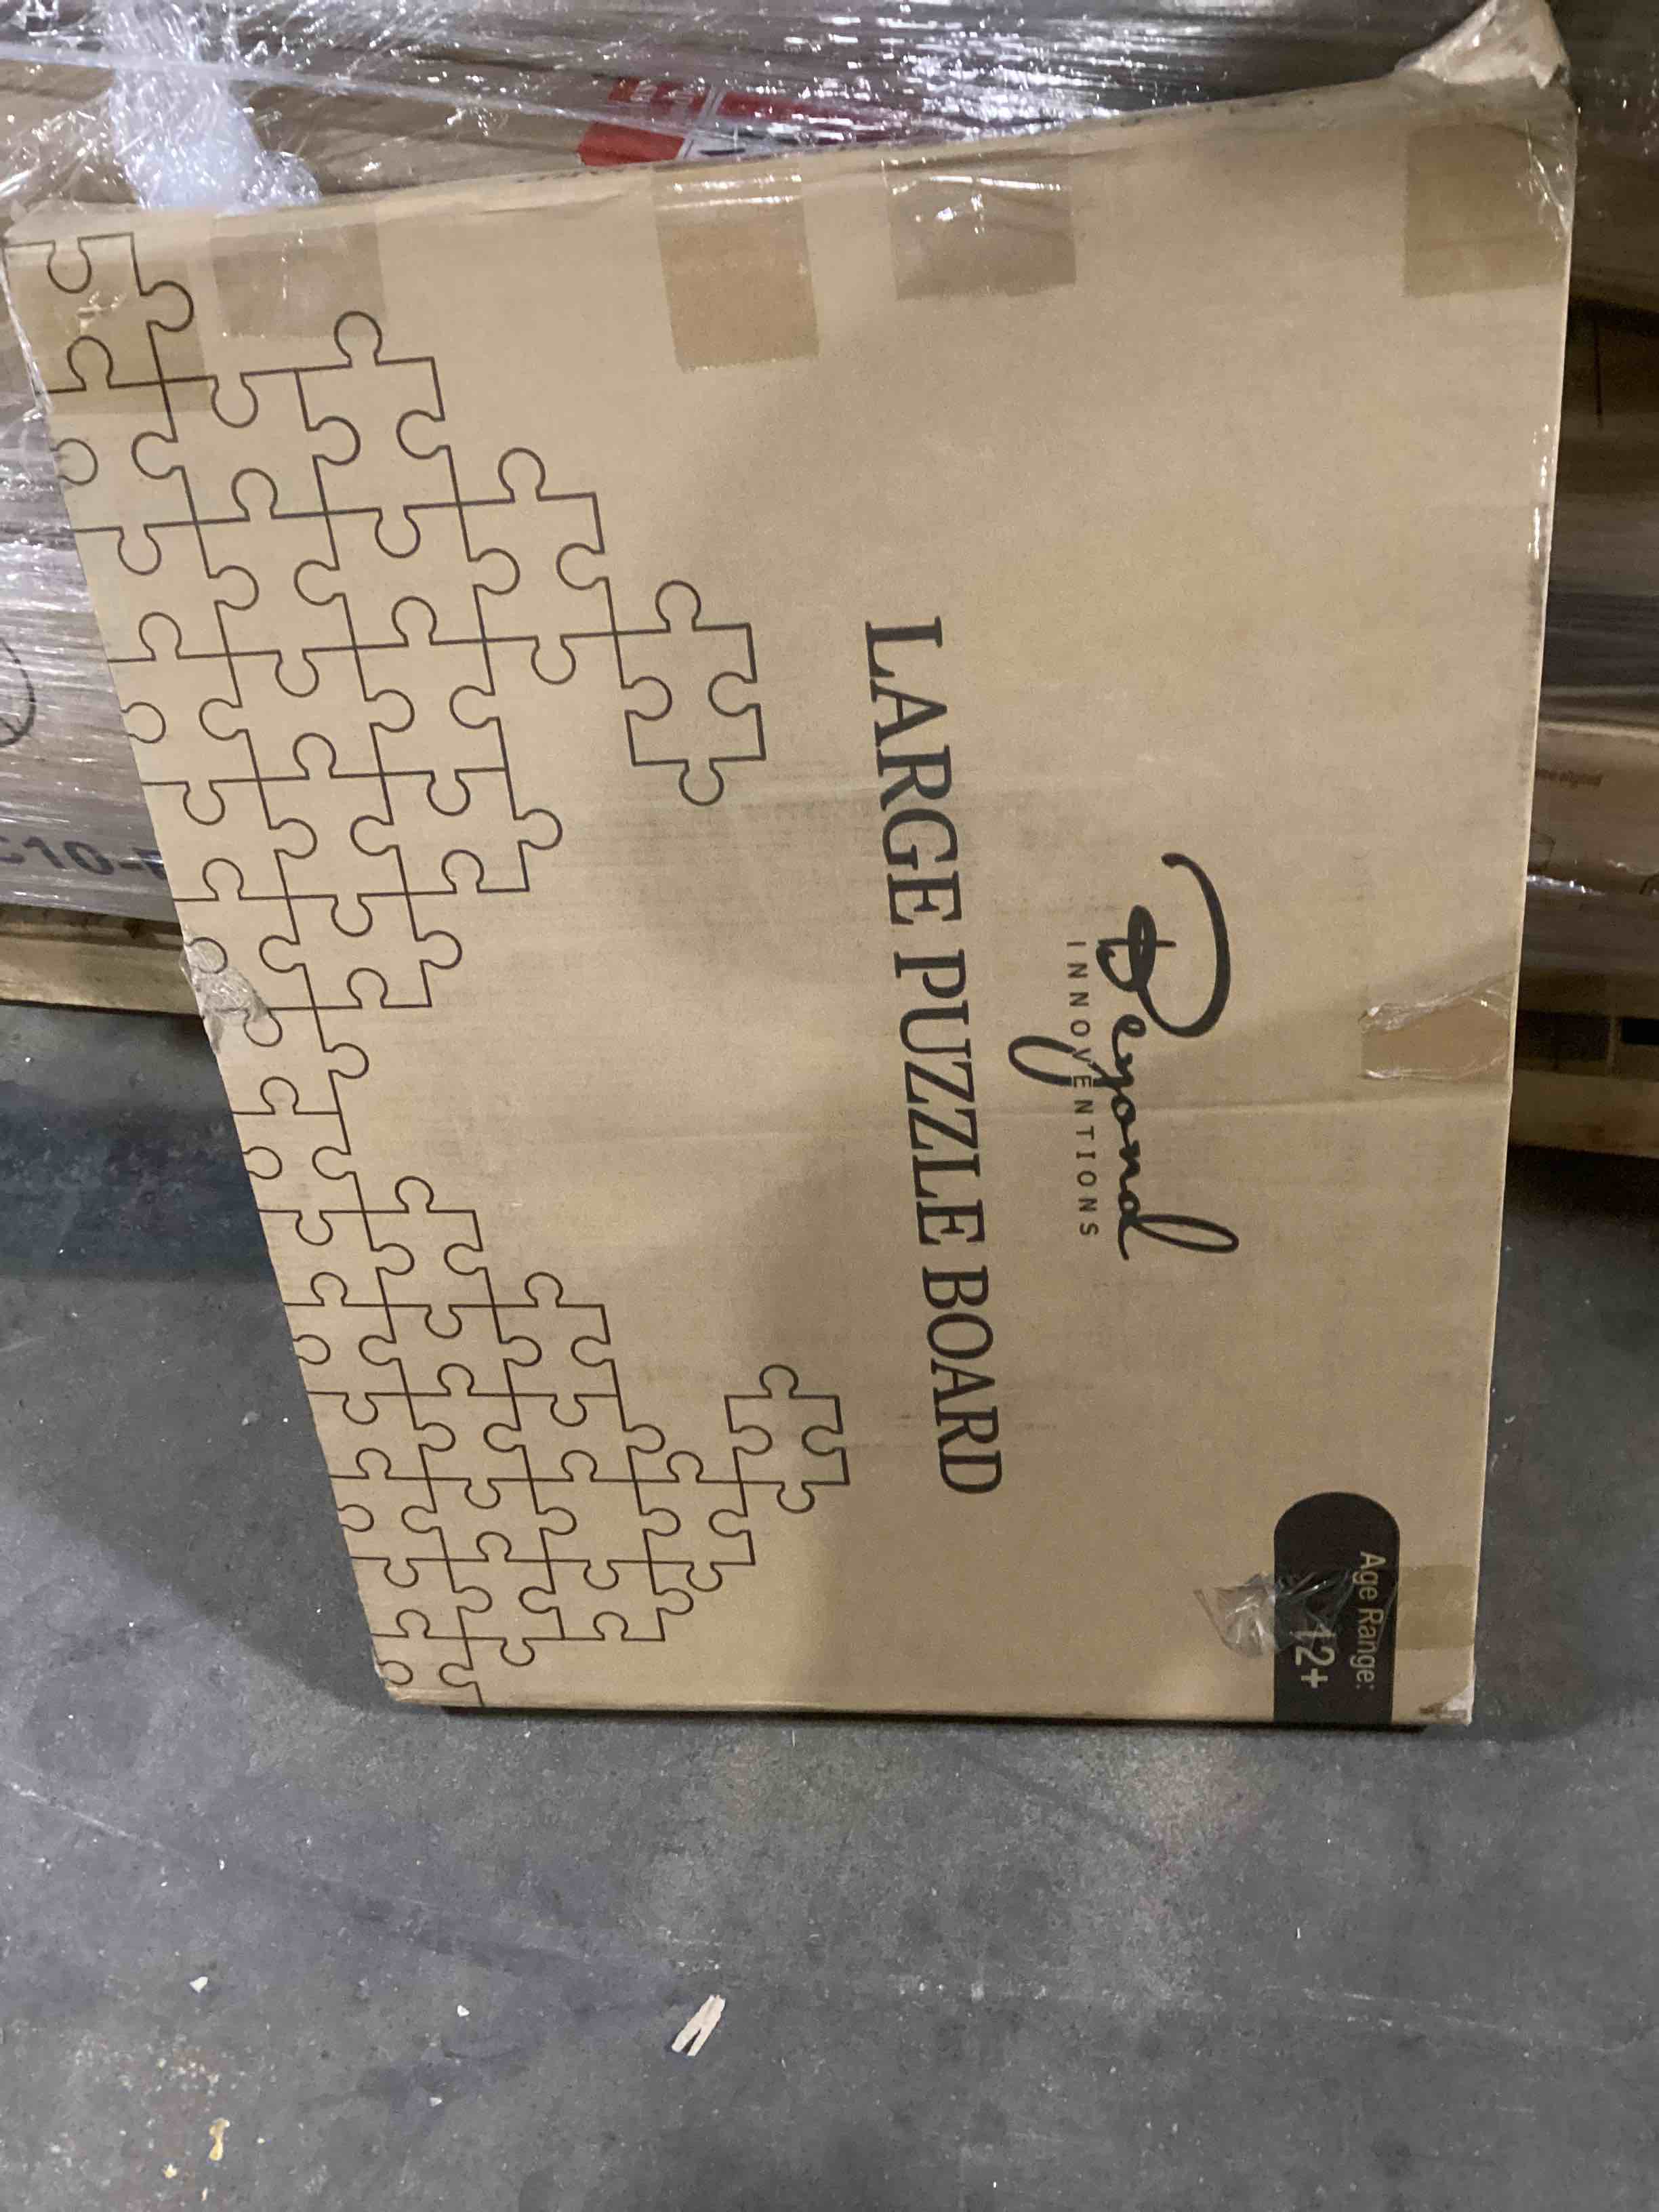 Beyond
INNOVENTIONS
LARGE PUZZLE BOARD
Age Range:
12+